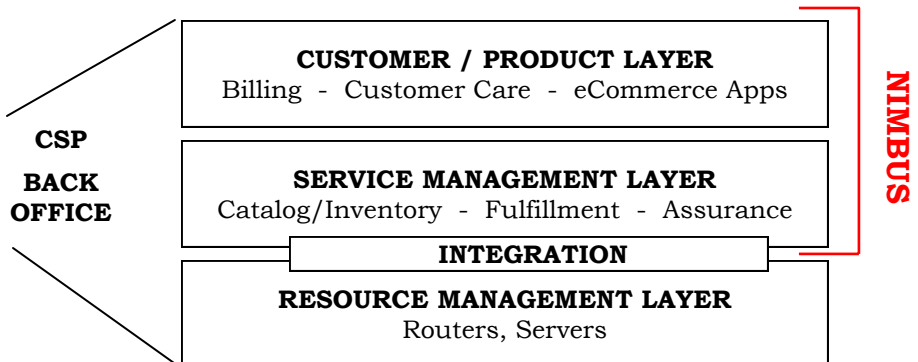 CUSTOMER / PRODUCT LAYER
Billing - Customer Care - eCommerce Apps
CSP
BACK
OFFICE
SERVICE MANAGEMENT LAYER
Catalog/Inventory - Fulfillment - Assurance
INTEGRATION
RESOURCE MANAGEMENT LAYER
Routers, Servers
NIMBUS